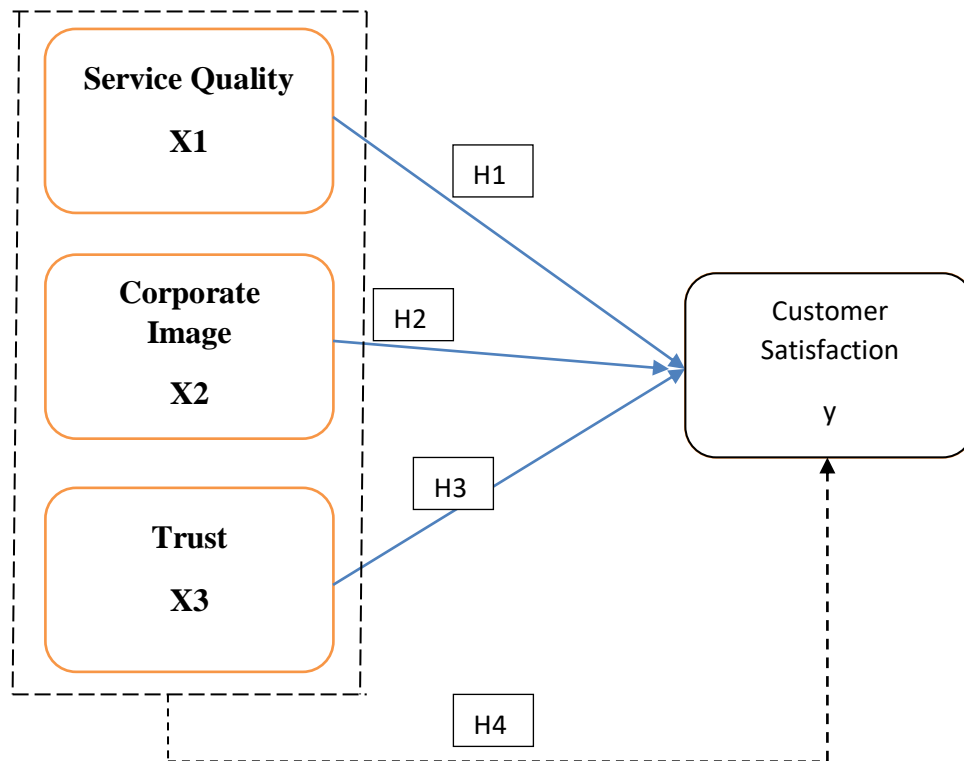 Service Quality
X1
H1
Corporate
Image
X2
H2
Customer
Satisfaction
y
H3
Trust
X3
H4